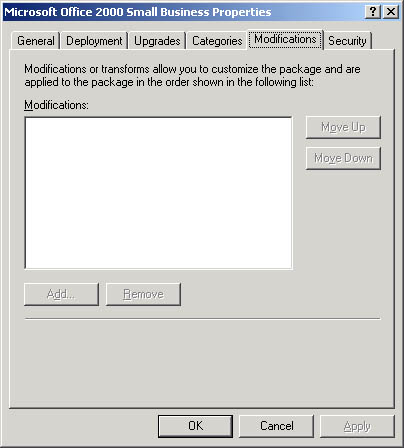 Microsoft Office 2000 Small Business Properties
General Deployment Upgrades Categories Modifications Security
Modifications or transforms allow you to customize the package and are
applied to the package in the order shown in the following list:
Modifications:
Move Up
Move Down
Add... Remove
OK Cancel Apply